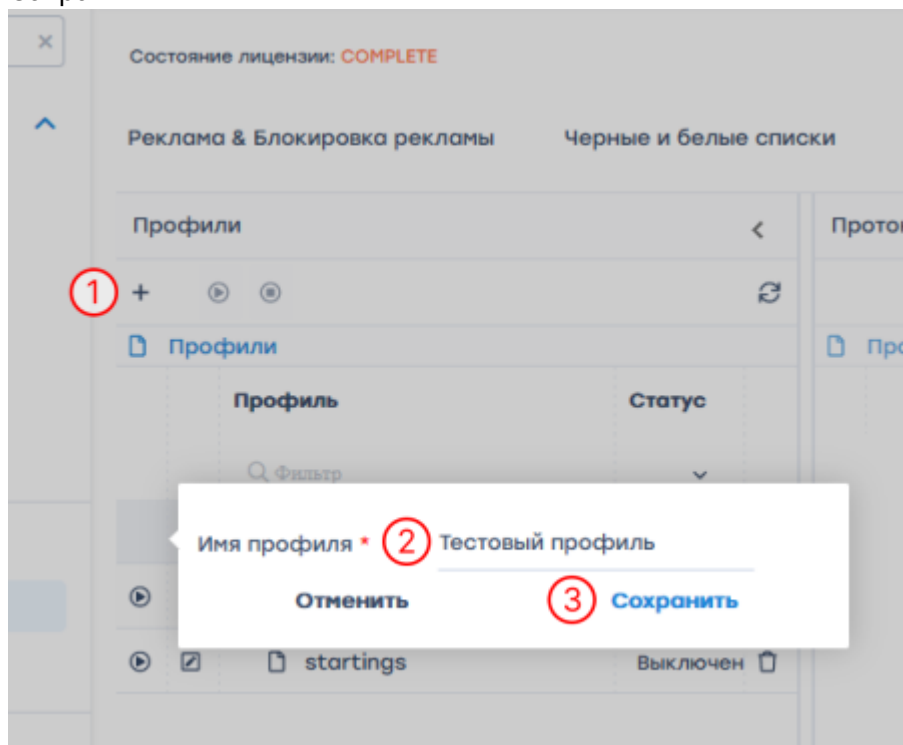 Состояние лицензии: COMPLETE
Реклама & Блокировка рекламы Черные и белые списки
Профили
1
Профили
Профиль Статус
Фильтр
Имя профиля * 2 Тестовый профиль
Отменить 3 Сохранить
startings Выключен